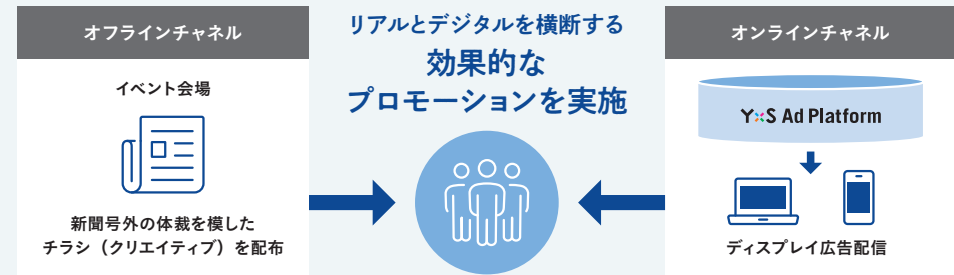 オフラインチャネル
イベント会場
新聞号外の体裁を模した
チラシ（クリエイティブ）を配布
リアルとデジタルを横断する
効果的な
プロモーションを実施
オンラインチャネル
Y×S Ad Platform
ディスプレイ広告配信